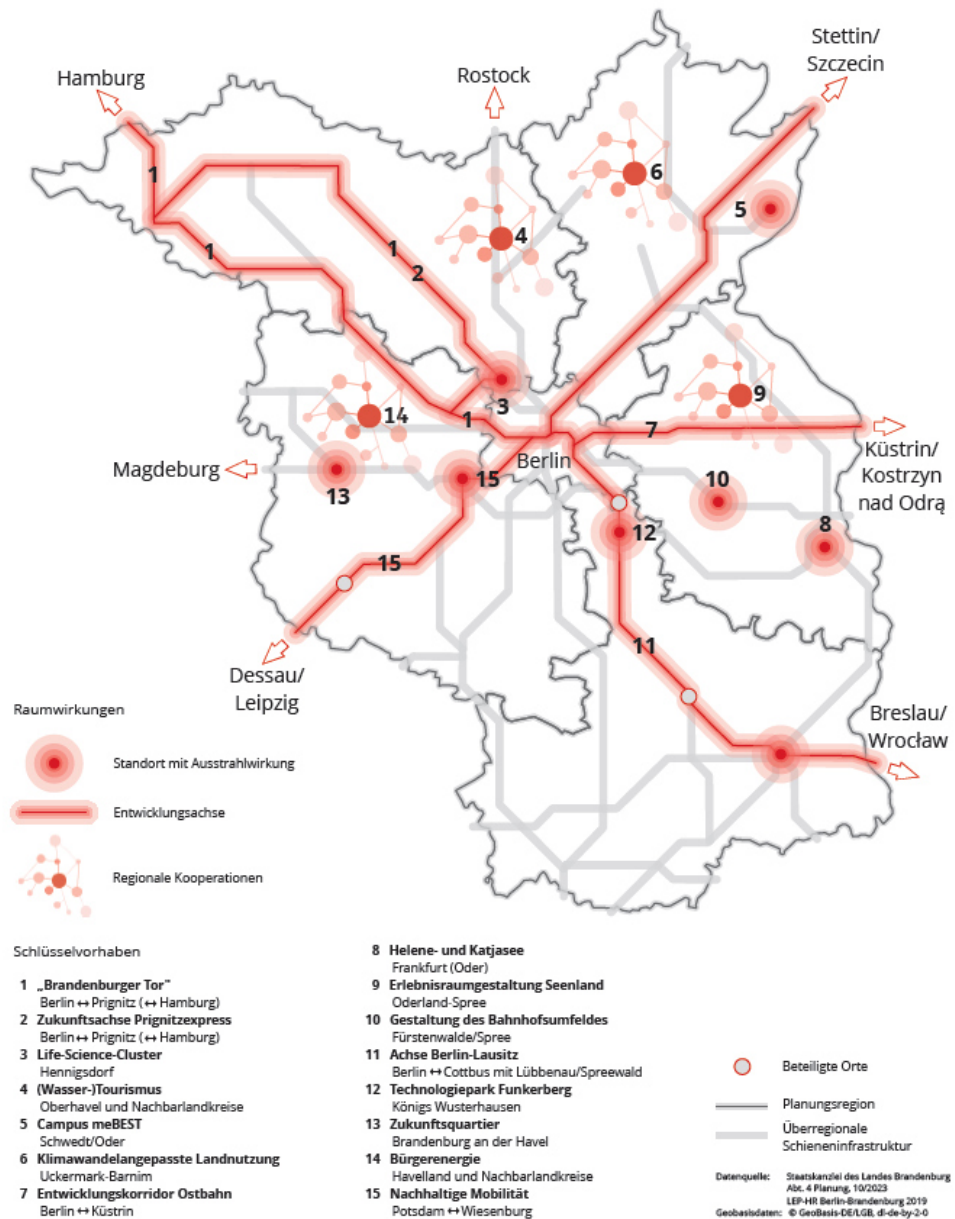 Hamburg
Rostock
Stettin/
Szczecin
1
6
5
4
1
1
2
3
9
14
1
7
Küstrin/
Kostrzyn
nad Odrą
Berlin
Magdeburg
13
15
10
8
12
15
11
Dessau/
Leipzig
Breslau/
Wrocław
Raumwirkungen
Standort mit Ausstrahlwirkung
Entwicklungsachse
Regionale Kooperationen
Schlüsselvorhaben
1 „Brandenburger Tor"
Berlin ↔ Prignitz (↔ Hamburg)
2 Zukunftsachse Prignitzexpress
Berlin ↔ Prignitz (↔ Hamburg)
3 Life-Science-Cluster
Hennigsdorf
4 (Wasser-)Tourismus
Oberhavel und Nachbarlandkreise
5 Campus meBEST
Schwedt/Oder
6 Klimawandelangepasste Landnutzung
Uckermark-Barnim
7 Entwicklungskorridor Ostbahn
Berlin ↔ Küstrin
8 Helene- und Katjasee
Frankfurt (Oder)
9 Erlebnisraumgestaltung Seenland
Oderland-Spree
10 Gestaltung des Bahnhofsumfeldes
Fürstenwalde/Spree
11 Achse Berlin-Lausitz
Berlin ↔ Cottbus mit Lübbenau/Spreewald
12 Technologiepark Funkerberg
Königs Wusterhausen
13 Zukunftsquartier
Brandenburg an der Havel
14 Bürgerenergie
Havelland und Nachbarlandkreise
15 Nachhaltige Mobilität
Potsdam ↔ Wiesenburg
Beteiligte Orte
Planungsregion
Überregionale
Schieneninfrastruktur
Datenquelle: Staatskanzlei des Landes Brandenburg
Abt. 4 Planung, 10/2023
LEP-HR Berlin-Brandenburg 2019
Geobasisdaten: © GeoBasis-DE/LGB, dl-de-by-2-0